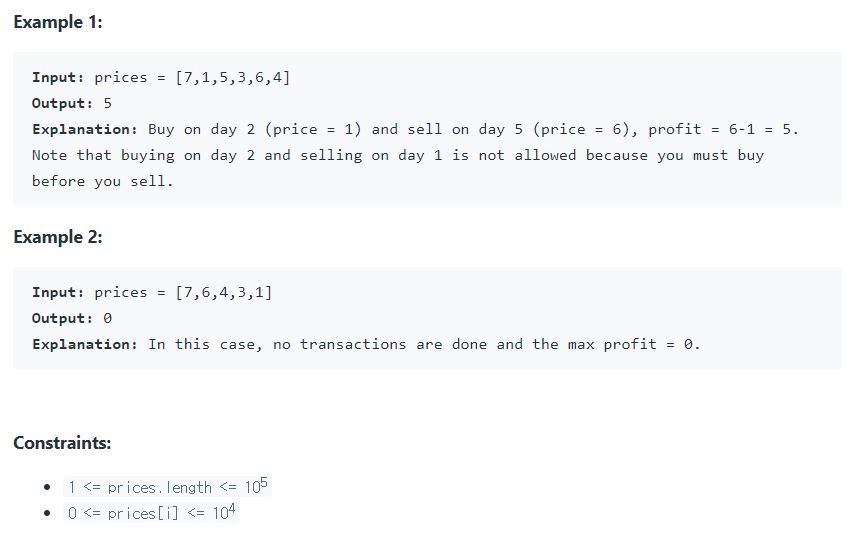 Example 1:
Input: prices = [7,1,5,3,6,4]
Output: 5
Explanation: Buy on day 2 (price = 1) and sell on day 5 (price = 6), profit = 6-1 = 5.
Note that buying on day 2 and selling on day 1 is not allowed because you must buy
before you sell.
Example 2:
Input: prices = [7,6,4,3,1]
Output: 0
Explanation: In this case, no transactions are done and the max profit = 0.
Constraints:
• 1 <= prices.length <= 10⁵
• 0 <= prices[i] <= 10⁴